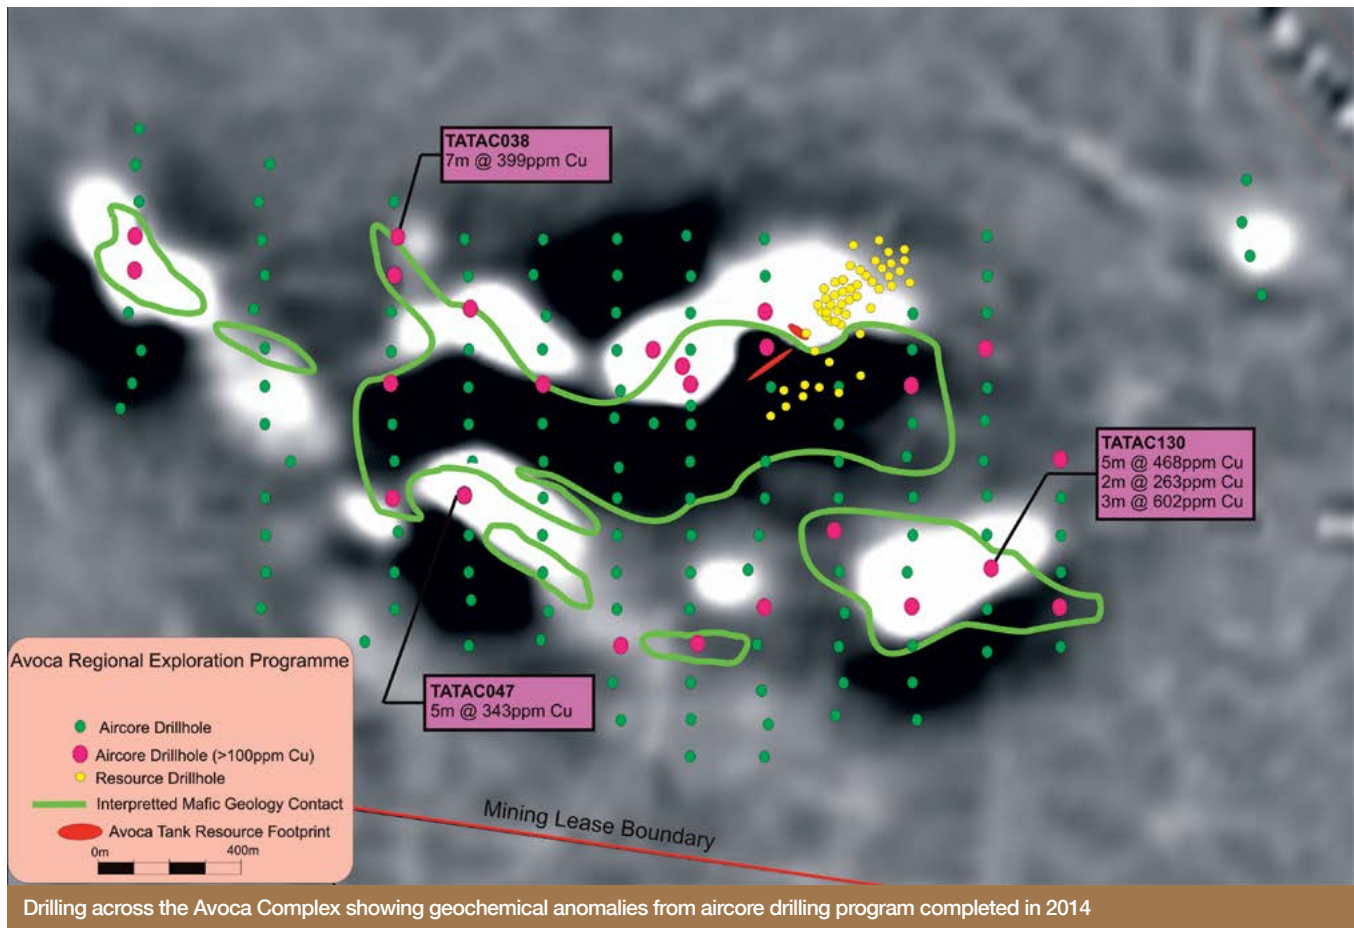 TATAC038
7m @ 399ppm Cu
TATAC130
5m @ 468ppm Cu
2m @ 263ppm Cu
3m @ 602ppm Cu
TATAC047
5m @ 343ppm Cu
Avoca Regional Exploration Programme
Aircore Drillhole
Aircore Drillhole (>100ppm Cu)
Resource Drillhole
Interpretted Mafic Geology Contact
Avoca Tank Resource Footprint
0m 400m
Mining Lease Boundary
Drilling across the Avoca Complex showing geochemical anomalies from aircore drilling program completed in 2014